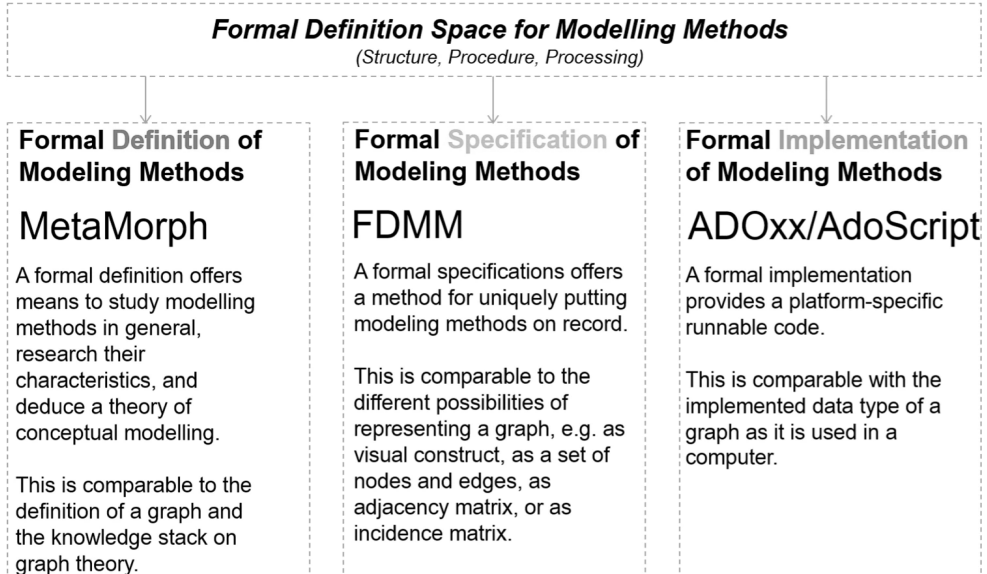 Formal Definition Space for Modelling Methods
(Structure, Procedure, Processing)
Formal Definition of
Modeling Methods
MetaMorph
A formal definition offers
means to study modelling
methods in general,
research their
characteristics, and
deduce a theory of
conceptual modelling.
This is comparable to the
definition of a graph and
the knowledge stack on
graph theory.
Formal Specification of
Modeling Methods
FDMM
A formal specifications offers
a method for uniquely putting
modeling methods on record.
This is comparable to the
different possibilities of
representing a graph, e.g. as
visual construct, as a set of
nodes and edges, as
adjacency matrix, or as
incidence matrix.
Formal Implementation
of Modeling Methods
ADOxx/AdoScript
A formal implementation
provides a platform-specific
runnable code.
This is comparable with the
implemented data type of a
graph as it is used in a
computer.